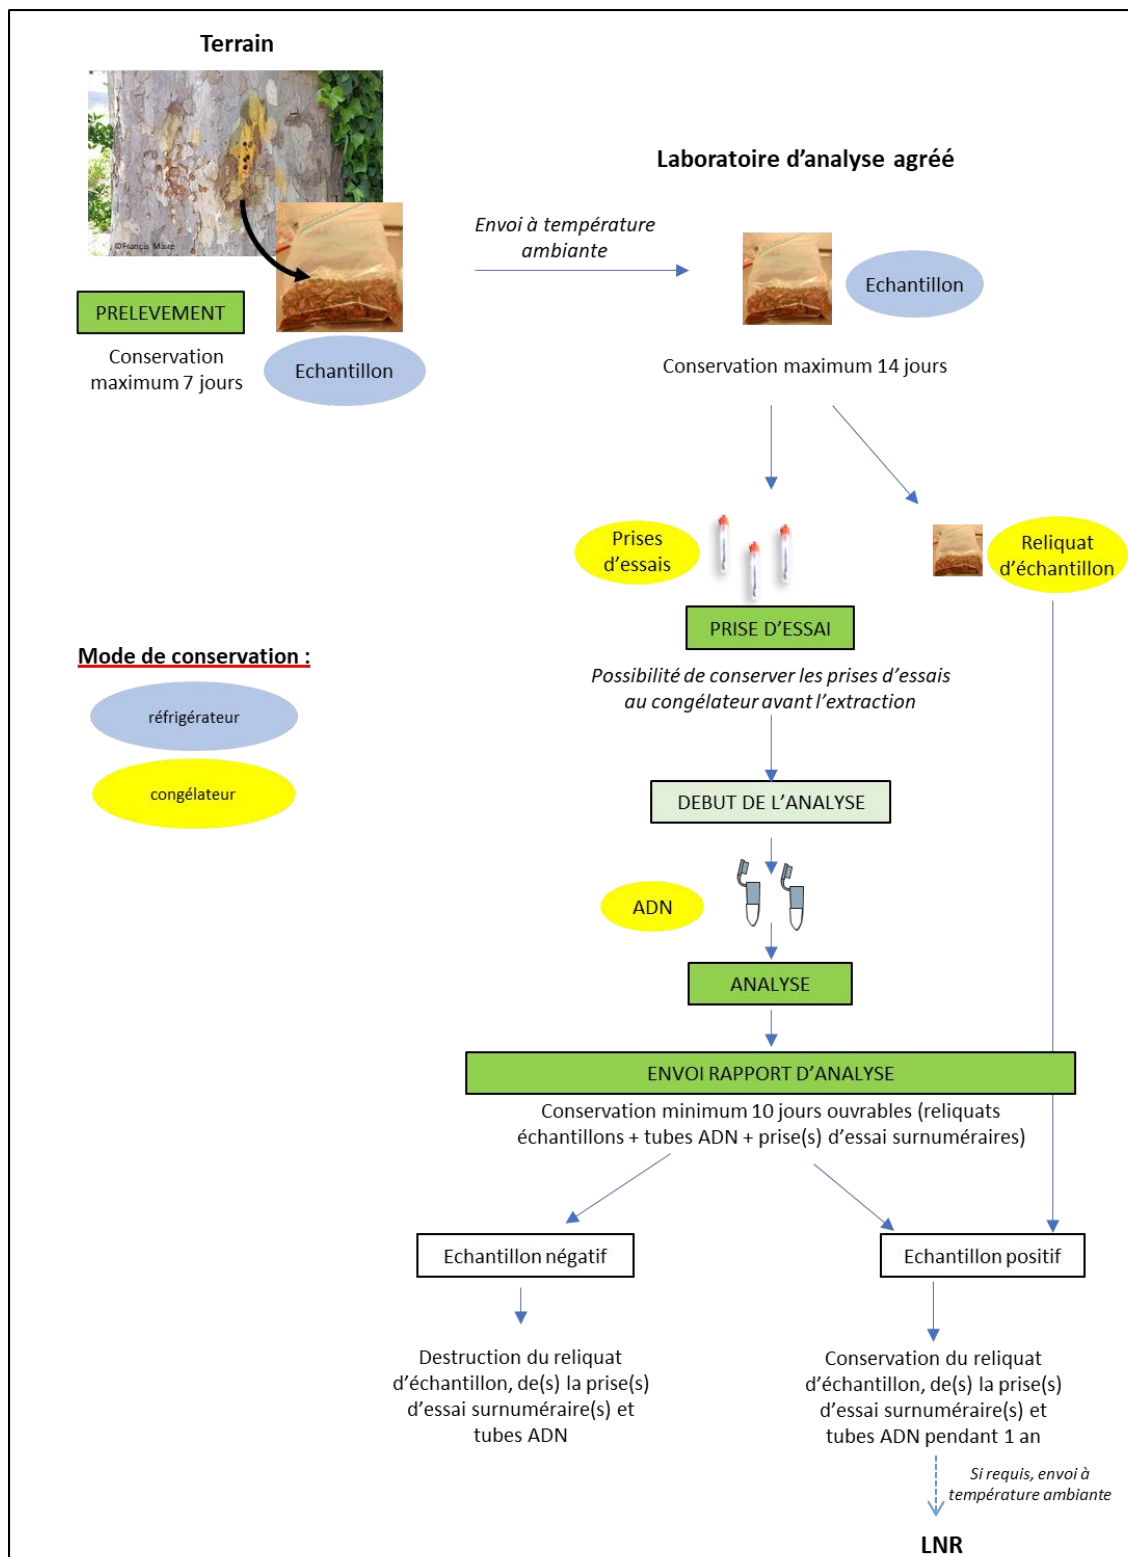 Terrain
©Francis Maire
PRELEVEMENT
Conservation
maximum 7 jours
Echantillon
Envoi à température
ambiante
Laboratoire d’analyse agréé
Echantillon
Conservation maximum 14 jours
Prises
d’essais
Reliquat
d’échantillon
PRISE D’ESSAI
Possibilité de conserver les prises d’essais
au congélateur avant l’extraction
Mode de conservation :
réfrigérateur
congélateur
DEBUT DE L’ANALYSE
ADN
ANALYSE
ENVOI RAPPORT D’ANALYSE
Conservation minimum 10 jours ouvrables (reliquats
échantillons + tubes ADN + prise(s) d’essai surnuméraires)
Echantillon négatif
Echantillon positif
Destruction du reliquat
d’échantillon, de(s) la prise(s)
d’essai surnuméraire(s) et
tubes ADN
Conservation du reliquat
d’échantillon, de(s) la prise(s)
d’essai surnuméraire(s) et
tubes ADN pendant 1 an
Si requis, envoi à
température ambiante
LNR